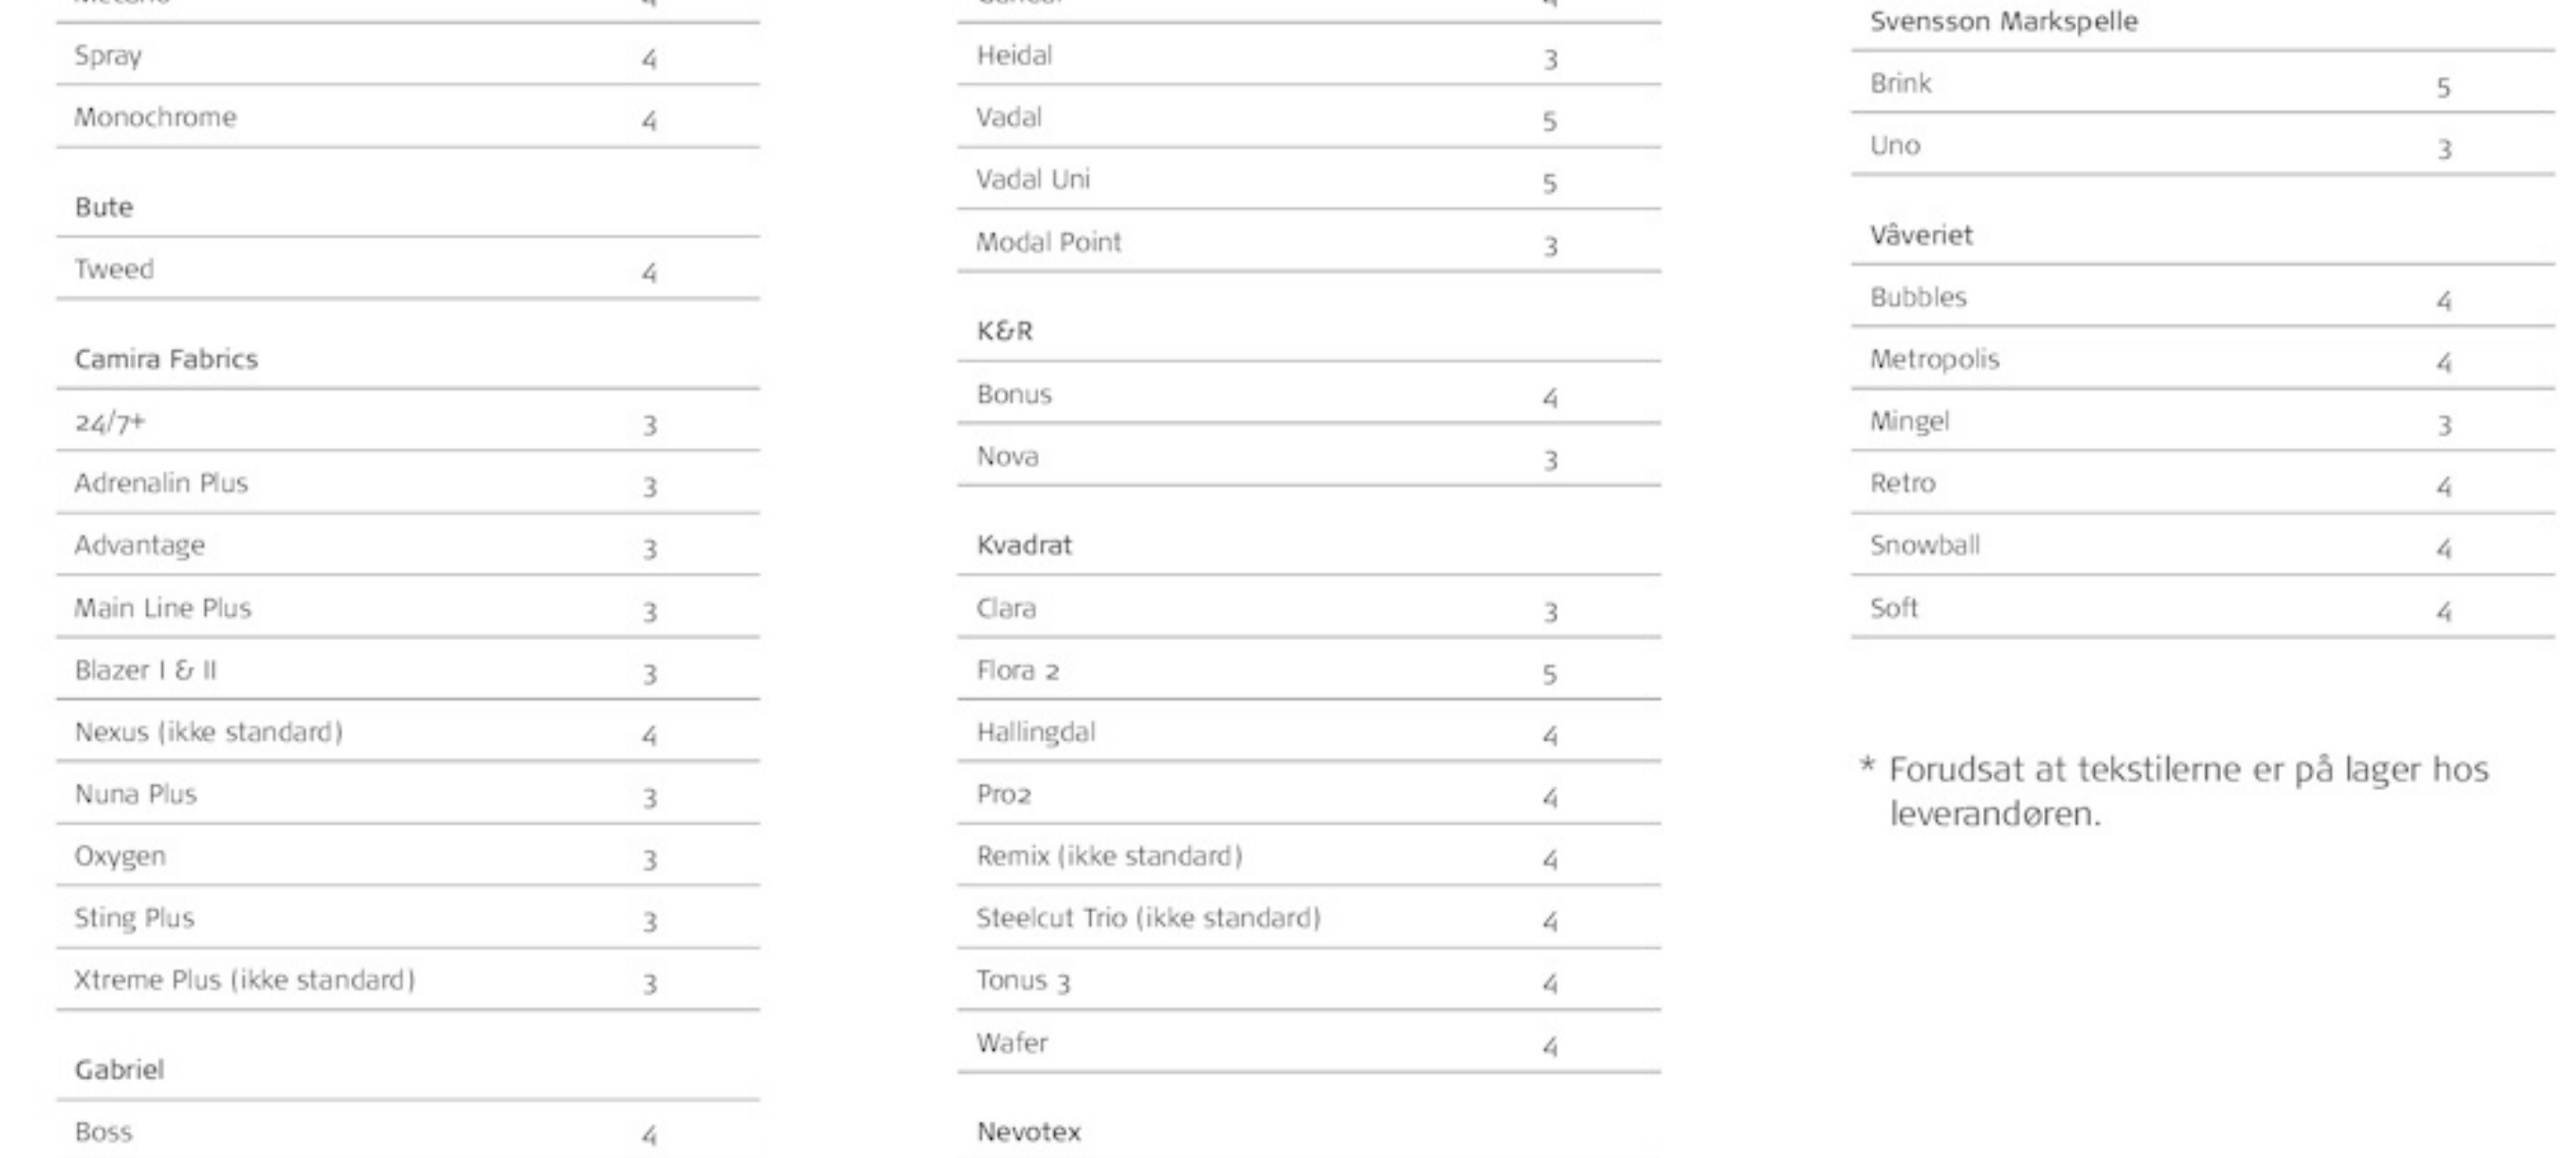 Spray 4
Monochrome 4
Bute
Tweed 4
Camira Fabrics
24/7+ 3
Adrenalin Plus 3
Advantage 3
Main Line Plus 3
Blazer I & II 3
Nexus (ikke standard) 4
Nuna Plus 3
Oxygen 3
Sting Plus 3
Xtreme Plus (ikke standard) 3
Gabriel
Boss 4
Heidal 3
Vadal 5
Vadal Uni 5
Modal Point 3
K&R
Bonus 4
Nova 3
Kvadrat
Clara 3
Flora 2 5
Hallingdal 4
Pro2 4
Remix (ikke standard) 4
Steelcut Trio (ikke standard) 4
Tonus 3 4
Wafer 4
Nevotex
Svensson Markspelle
Brink 5
Uno 3
Vâveriet
Bubbles 4
Metropolis 4
Mingel 3
Retro 4
Snowball 4
Soft 4
* Forudsat at tekstilerne er på lager hos
leverandøren.